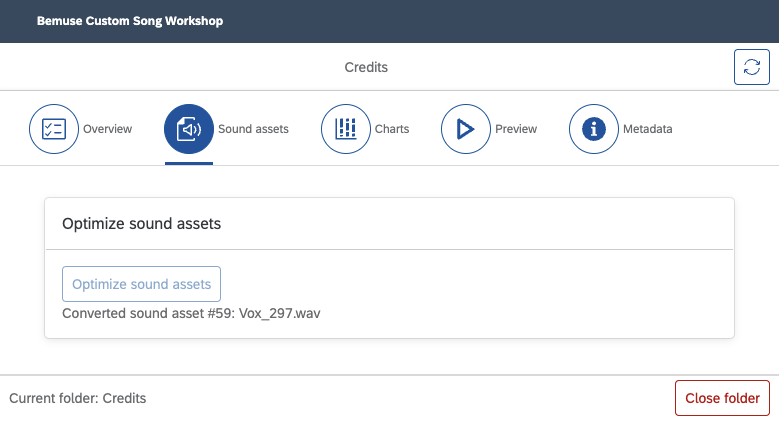 Bemuse Custom Song Workshop
Credits
Overview
Sound assets
Charts
Preview
Metadata
Optimize sound assets
Optimize sound assets
Converted sound asset #59: Vox_297.wav
Current folder: Credits
Close folder